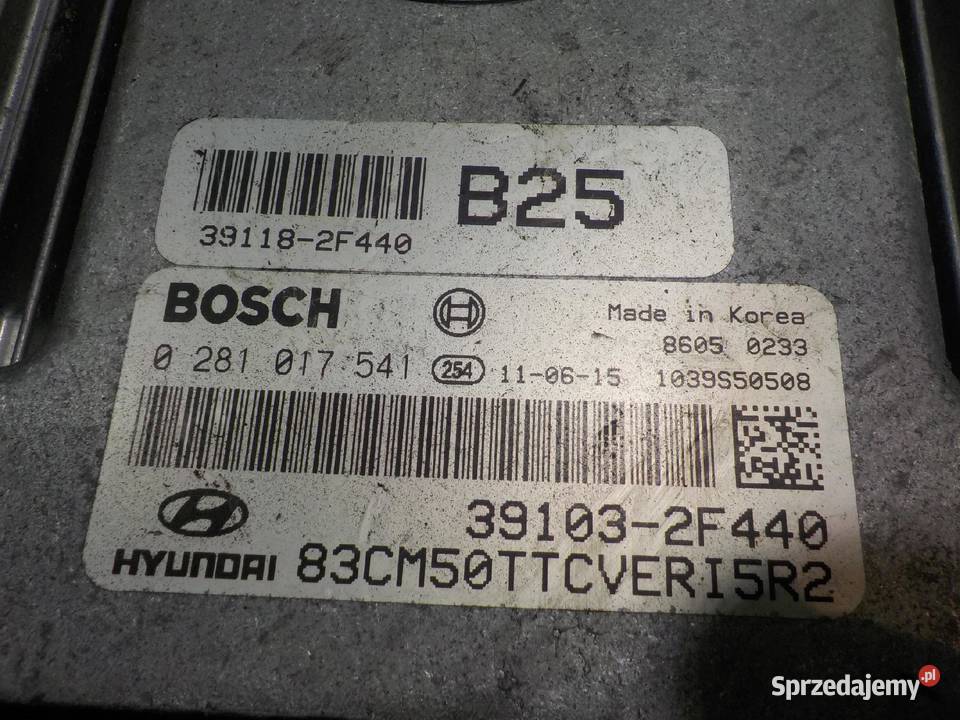 39118-2F440
B25
BOSCH
Made in Korea
8605 0233
0 281 017 541 254 11-06-15 1039S50508
39103-2F440
HYUNDAI 83CM50TTCVERI5R2
Sprzedajemy.pl